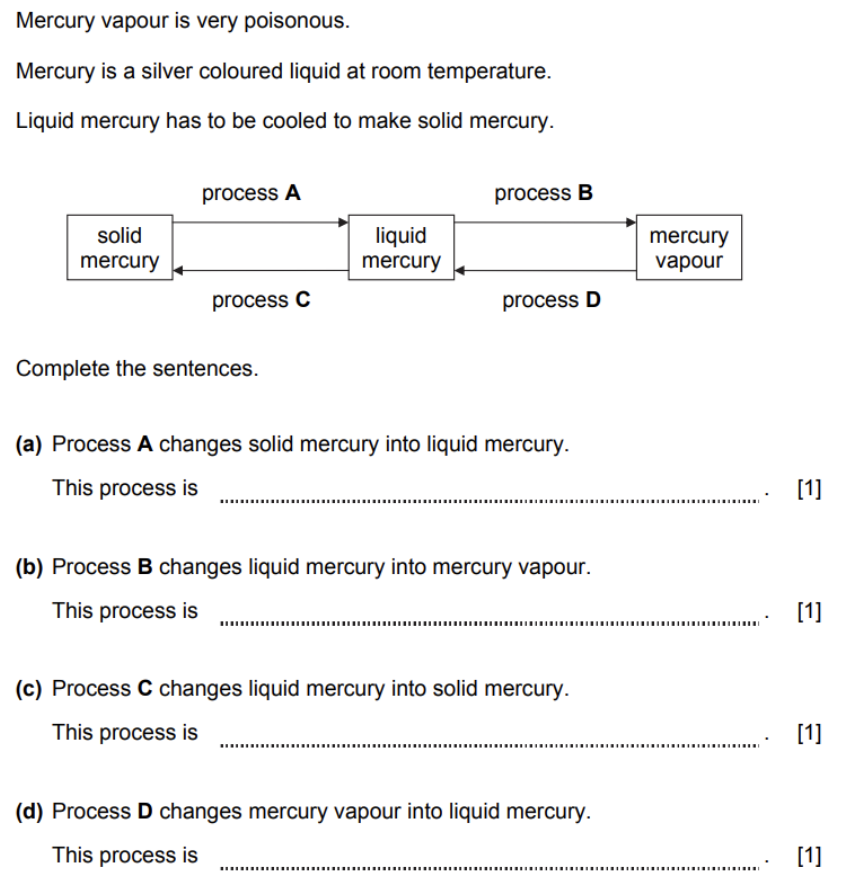 Mercury vapour is very poisonous.
Mercury is a silver coloured liquid at room temperature.
Liquid mercury has to be cooled to make solid mercury.
process A
process B
solid
mercury
liquid
mercury
mercury
vapour
process C
process D
Complete the sentences.
(a) Process A changes solid mercury into liquid mercury.
This process is ........................................ . [1]
(b) Process B changes liquid mercury into mercury vapour.
This process is ........................................ . [1]
(c) Process C changes liquid mercury into solid mercury.
This process is ........................................ . [1]
(d) Process D changes mercury vapour into liquid mercury.
This process is ........................................ . [1]